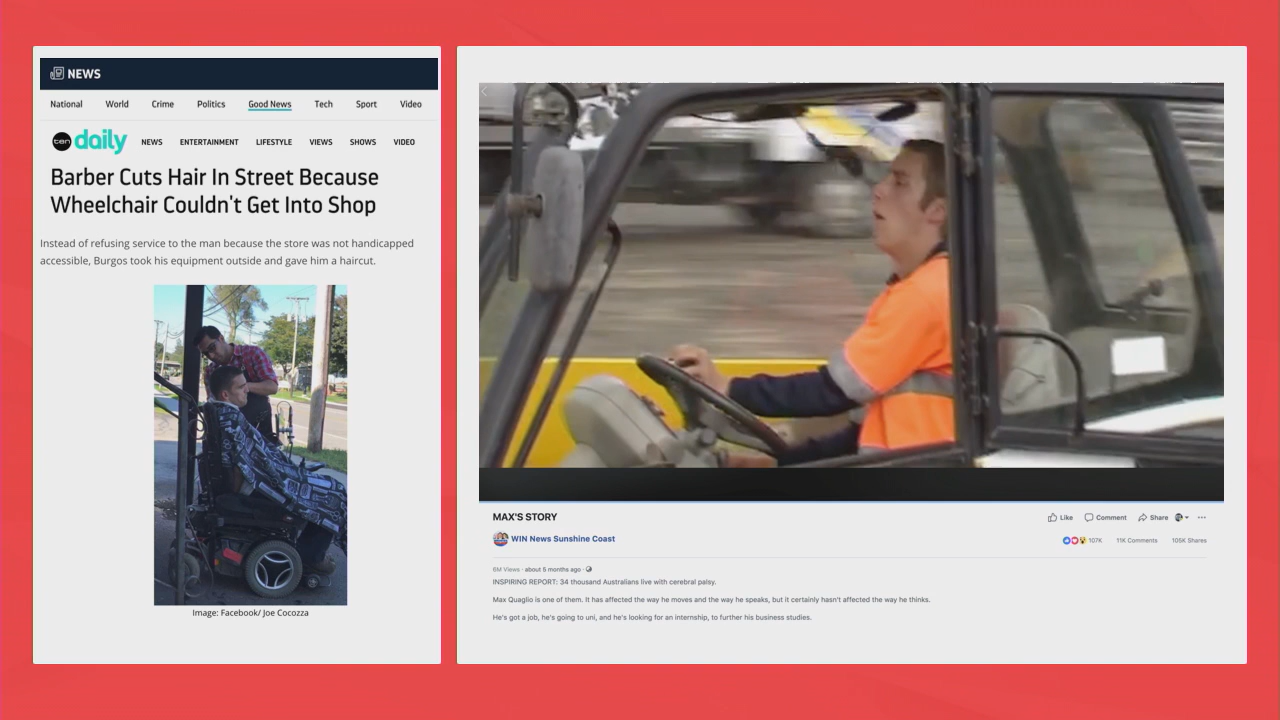 NEWS
National World Crime Politics Good News Tech Sport Video
ten daily NEWS ENTERTAINMENT LIFESTYLE VIEWS SHOWS VIDEO
Barber Cuts Hair In Street Because
Wheelchair Couldn't Get Into Shop
Instead of refusing service to the man because the store was not handicapped
accessible, Burgos took his equipment outside and gave him a haircut.
Image: Facebook/ Joe Cocozza
MAX'S STORY
Like Comment Share
WIN News Sunshine Coast
107K 11K Comments 105K Shares
6M Views · about 5 months ago ·
INSPIRING REPORT: 34 thousand Australians live with cerebral palsy.
Max Quaglio is one of them. It has affected the way he moves and the way he speaks, but it certainly hasn't affected the way he thinks.
He's got a job, he's going to uni, and he's looking for an internship, to further his business studies.